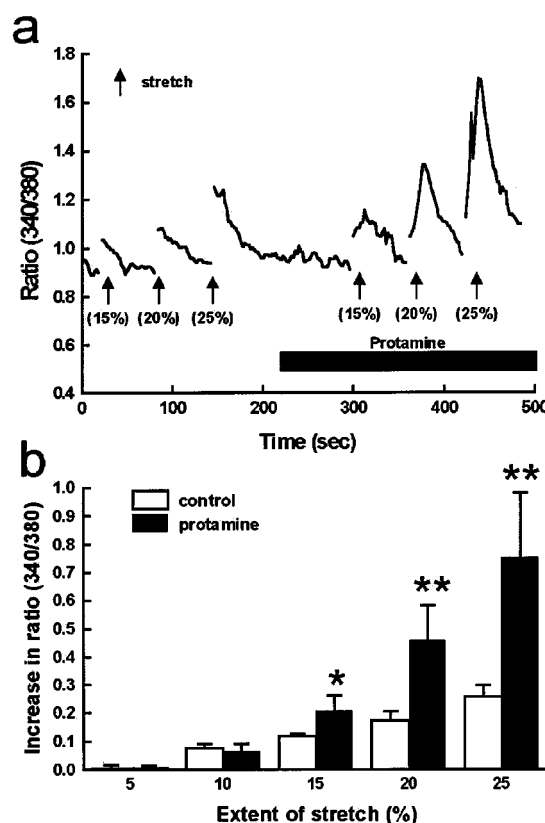 a
stretch
Ratio (340/380)
1.8
1.6
1.4
1.2
1.0
0.8
0.6
0.4
(15%) (20%) (25%) (15%) (20%) (25%)
Protamine
0 100 200 300 400 500
Time (sec)
b
control
protamine
Increase in ratio (340/380)
1.0
0.9
0.8
0.7
0.6
0.5
0.4
0.3
0.2
0.1
0.0
* ** **
5 10 15 20 25
Extent of stretch (%)